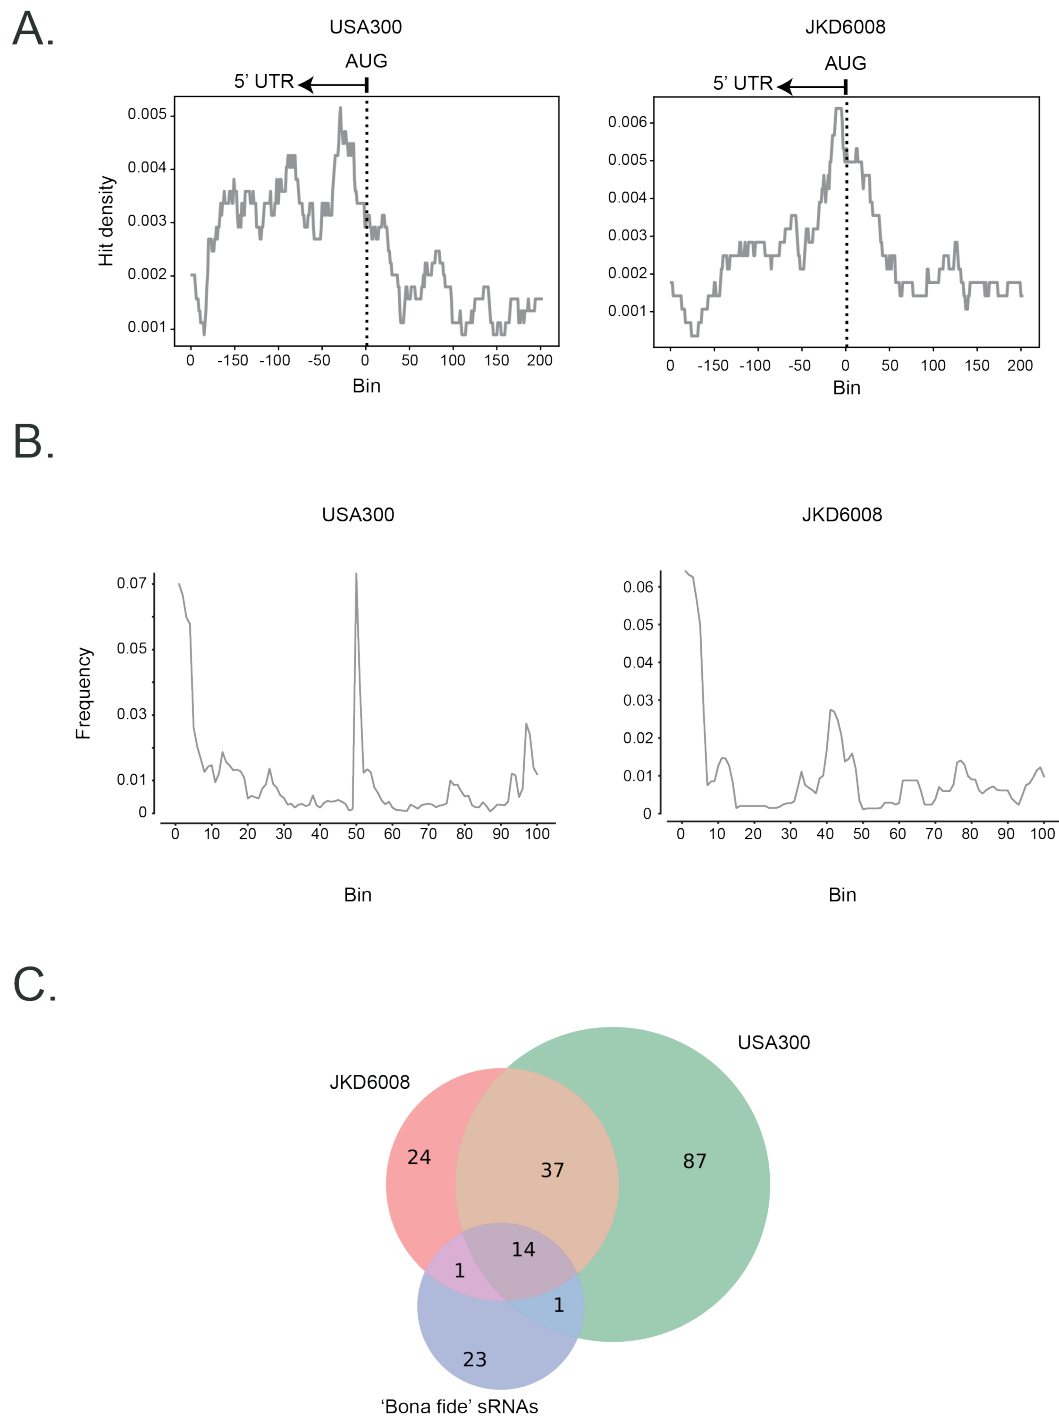 A.
USA300
JKD6008
AUG
AUG
5' UTR
5' UTR
Hit density
0.005
0.004
0.003
0.002
0.001
0 -150 -100 -50 0 50 100 150 200
Bin
0.006
0.005
0.004
0.003
0.002
0.001
0 -150 -100 -50 0 50 100 150 200
Bin
B.
USA300
JKD6008
Frequency
0.07
0.05
0.03
0.01
0
0 10 20 30 40 50 60 70 80 90 100
Bin
0.06
0.05
0.04
0.03
0.02
0.01
0
0 10 20 30 40 50 60 70 80 90 100
Bin
C.
USA300
JKD6008
24
37
87
14
1
1
23
‘Bona fide’ sRNAs